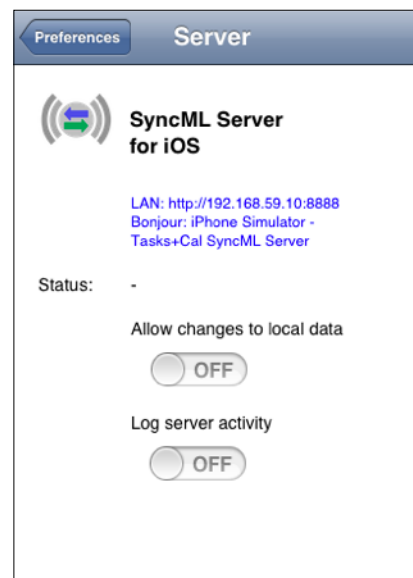 Preferences
Server
SyncML Server
for iOS
LAN: http://192.168.59.10:8888
Bonjour: iPhone Simulator -
Tasks+Cal SyncML Server
Status: -
Allow changes to local data
OFF
Log server activity
OFF